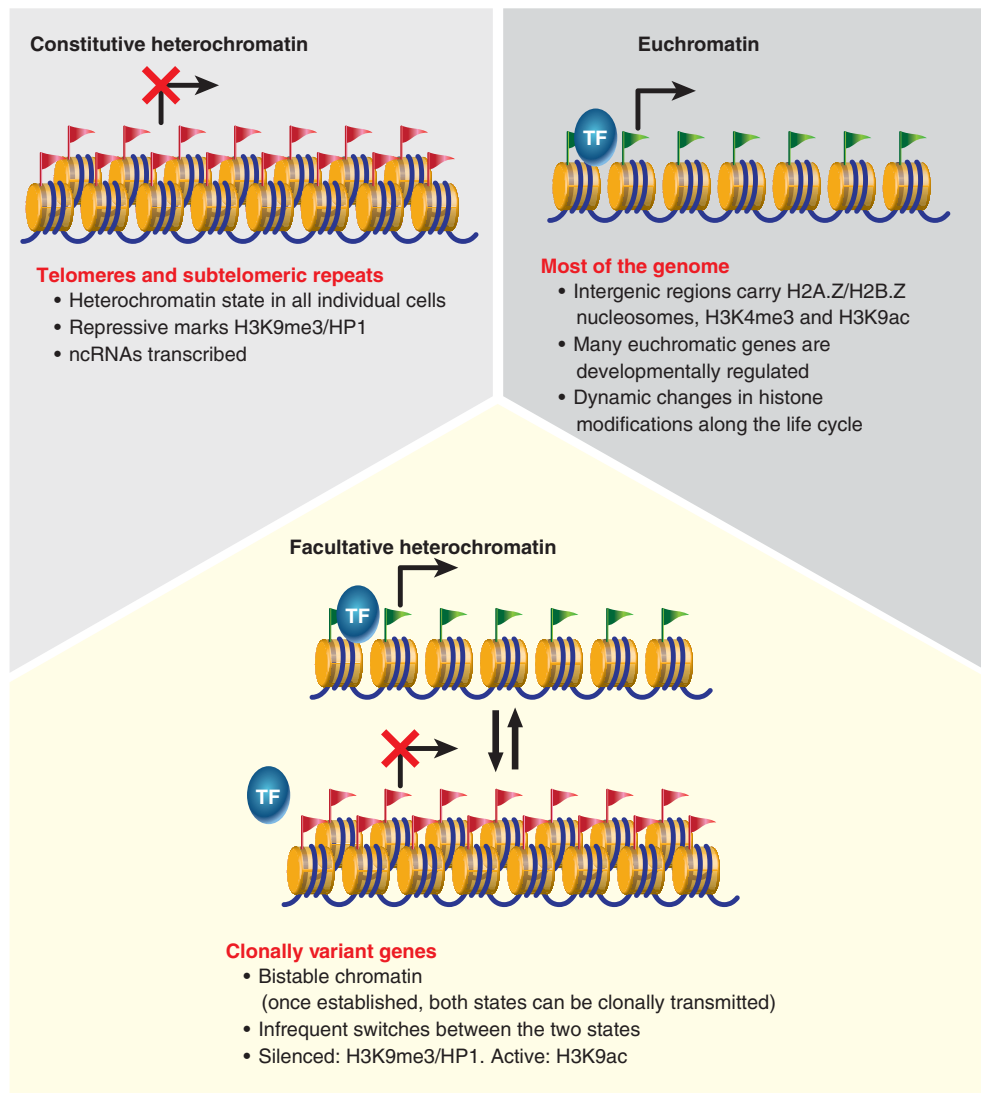 Constitutive heterochromatin
Telomeres and subtelomeric repeats
• Heterochromatin state in all individual cells
• Repressive marks H3K9me3/HP1
• ncRNAs transcribed
Euchromatin
TF
Most of the genome
• Intergenic regions carry H2A.Z/H2B.Z
nucleosomes, H3K4me3 and H3K9ac
• Many euchromatic genes are
developmentally regulated
• Dynamic changes in histone
modifications along the life cycle
Facultative heterochromatin
TF
TF
Clonally variant genes
• Bistable chromatin
(once established, both states can be clonally transmitted)
• Infrequent switches between the two states
• Silenced: H3K9me3/HP1. Active: H3K9ac